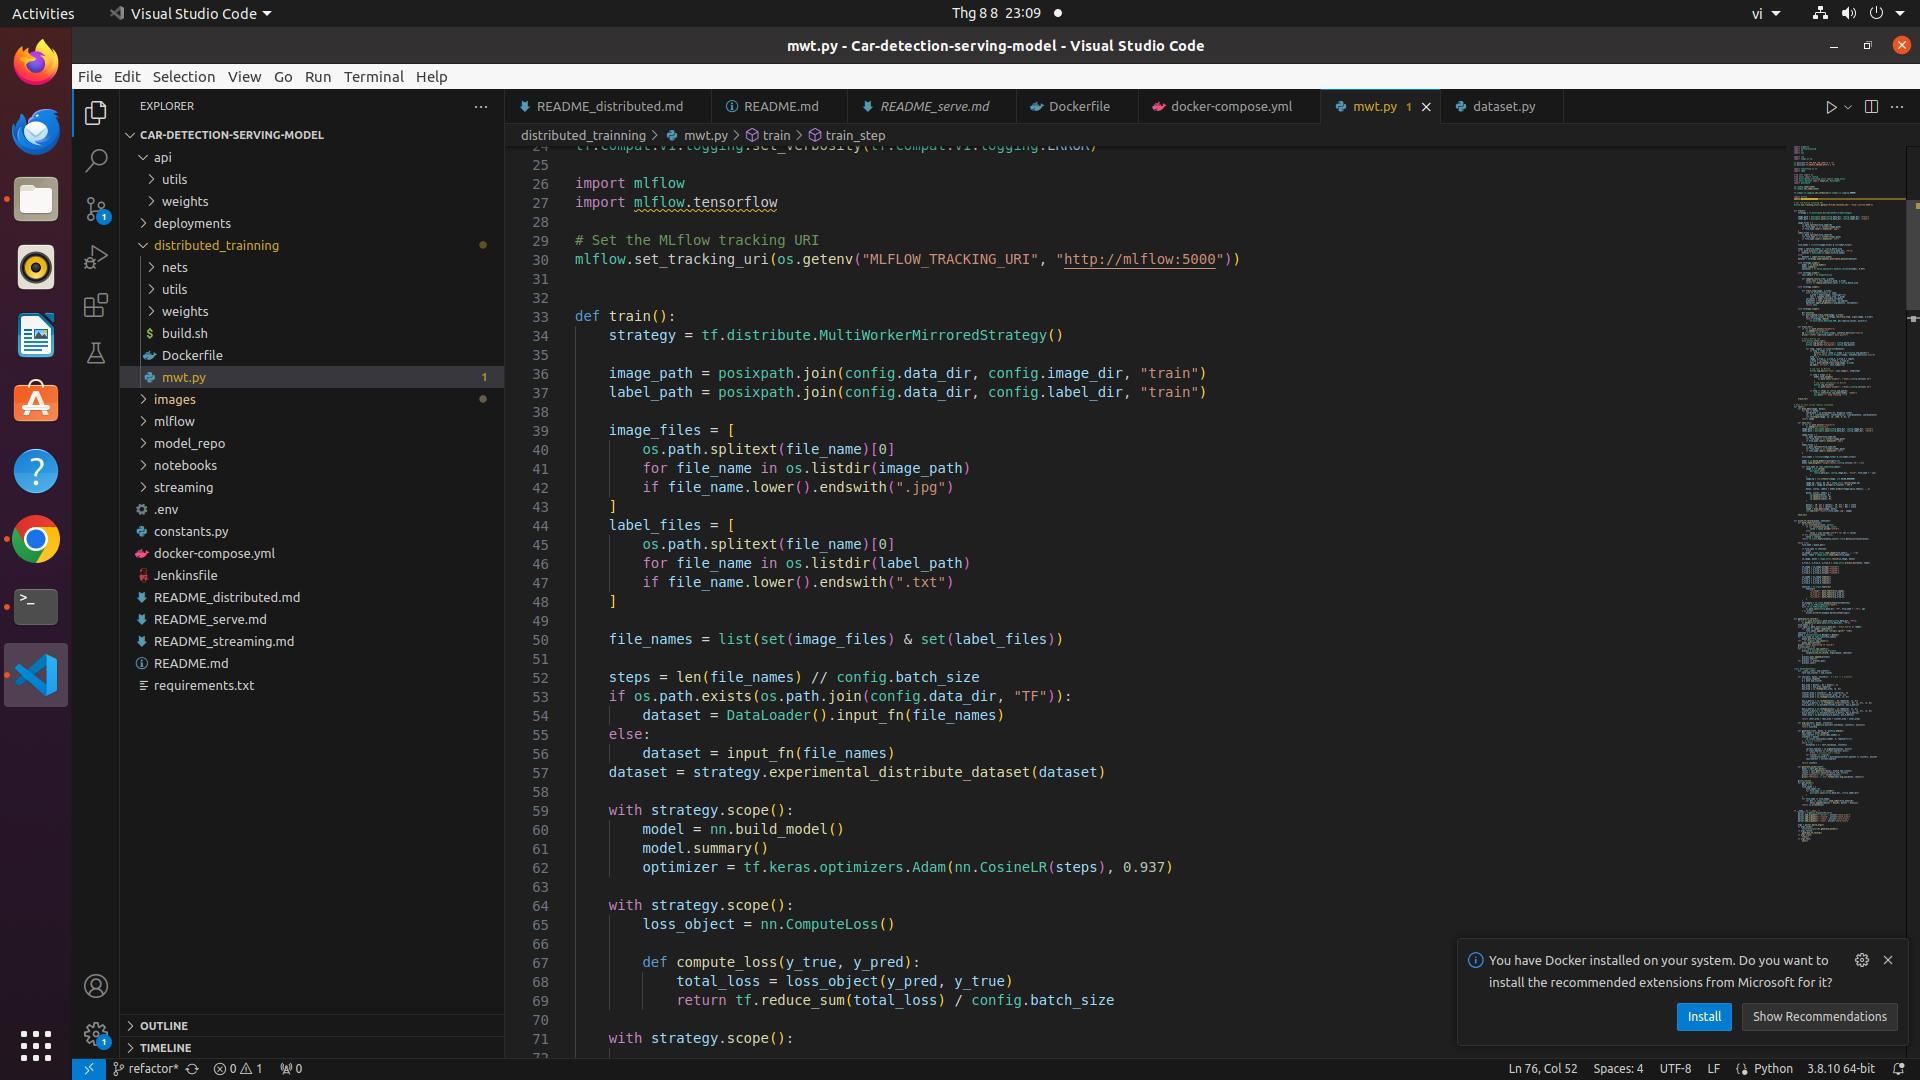 Activities
Visual Studio Code
Thg 8 8 23:09
vi
mwt.py - Car-detection-serving-model - Visual Studio Code
File Edit Selection View Go Run Terminal Help
EXPLORER
README_distributed.md
README.md
README_serve.md
Dockerfile
docker-compose.yml
mwt.py 1
dataset.py
distributed_trainning > mwt.py > train > train_step
CAR-DETECTION-SERVING-MODEL
api
utils
weights
deployments
distributed_trainning
nets
utils
weights
build.sh
Dockerfile
mwt.py 1
images
mlflow
model_repo
notebooks
streaming
.env
constants.py
docker-compose.yml
Jenkinsfile
README_distributed.md
README_serve.md
README_streaming.md
README.md
requirements.txt
OUTLINE
TIMELINE
24 tf.compat.v1.logging.set_verbosity(tf.compat.v1.logging.ERROR)
25
26 import mlflow
27 import mlflow.tensorflow
28
29 # Set the MLflow tracking URI
30 mlflow.set_tracking_uri(os.getenv("MLFLOW_TRACKING_URI", "http://mlflow:5000"))
31
32
33 def train():
34 strategy = tf.distribute.MultiWorkerMirroredStrategy()
35
36 image_path = posixpath.join(config.data_dir, config.image_dir, "train")
37 label_path = posixpath.join(config.data_dir, config.label_dir, "train")
38
39 image_files = [
40 os.path.splitext(file_name)[0]
41 for file_name in os.listdir(image_path)
42 if file_name.lower().endswith(".jpg")
43 ]
44 label_files = [
45 os.path.splitext(file_name)[0]
46 for file_name in os.listdir(label_path)
47 if file_name.lower().endswith(".txt")
48 ]
49
50 file_names = list(set(image_files) & set(label_files))
51
52 steps = len(file_names) // config.batch_size
53 if os.path.exists(os.path.join(config.data_dir, "TF")):
54 dataset = DataLoader().input_fn(file_names)
55 else:
56 dataset = input_fn(file_names)
57 dataset = strategy.experimental_distribute_dataset(dataset)
58
59 with strategy.scope():
60 model = nn.build_model()
61 model.summary()
62 optimizer = tf.keras.optimizers.Adam(nn.CosineLR(steps), 0.937)
63
64 with strategy.scope():
65 loss_object = nn.ComputeLoss()
66
67 def compute_loss(y_true, y_pred):
68 total_loss = loss_object(y_pred, y_true)
69 return tf.reduce_sum(total_loss) / config.batch_size
70
71 with strategy.scope():
72
You have Docker installed on your system. Do you want to
install the recommended extensions from Microsoft for it?
Install
Show Recommendations
refactor*
0 1
0
Ln 76, Col 52
Spaces: 4
UTF-8
LF
Python
3.8.10 64-bit